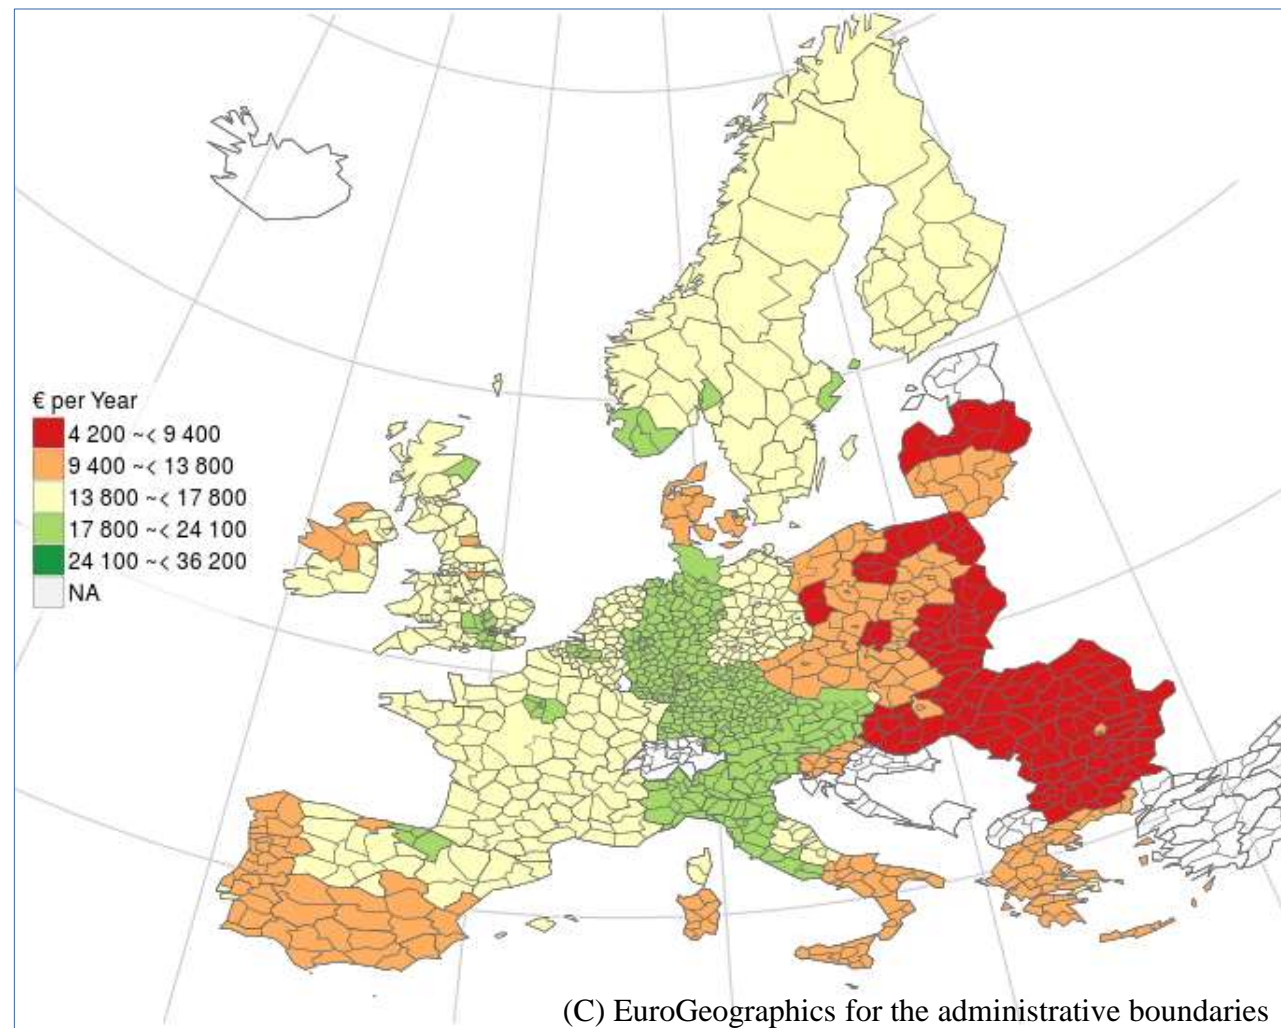 € per Year
4 200 ~< 9 400
9 400 ~< 13 800
13 800 ~< 17 800
17 800 ~< 24 100
24 100 ~< 36 200
NA
(C) EuroGeographics for the administrative boundaries